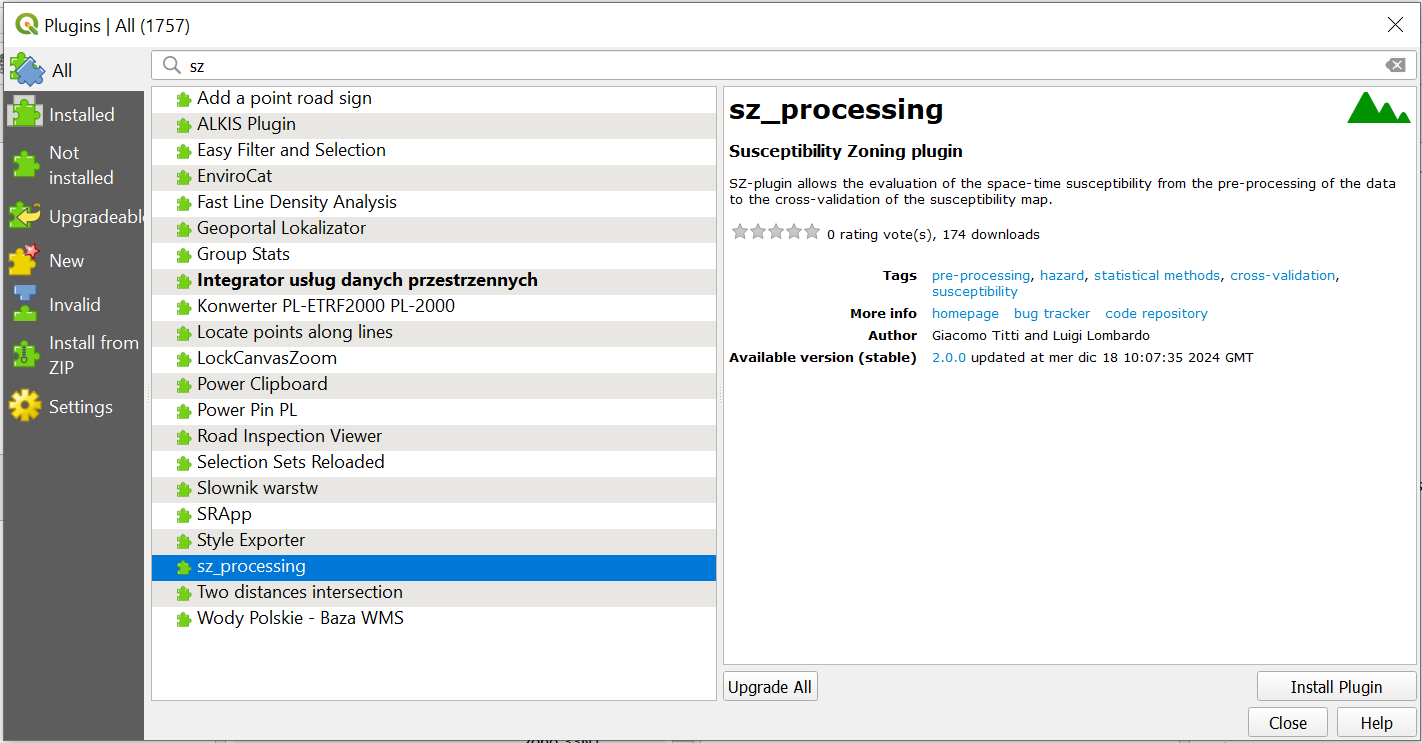 Plugins | All (1757)
All
Installed
Not
installed
Upgradeable
New
Invalid
Install from
ZIP
Settings
sz
Add a point road sign
ALKIS Plugin
Easy Filter and Selection
EnviroCat
Fast Line Density Analysis
Geoportal Lokalizator
Group Stats
Integrator usług danych przestrzennych
Konwerter PL-ETRF2000 PL-2000
Locate points along lines
LockCanvasZoom
Power Clipboard
Power Pin PL
Road Inspection Viewer
Selection Sets Reloaded
Slownik warstw
SRApp
Style Exporter
sz_processing
Two distances intersection
Wody Polskie - Baza WMS
sz_processing
Susceptibility Zoning plugin
SZ-plugin allows the evaluation of the space-time susceptibility from the pre-processing of the data
to the cross-validation of the susceptibility map.
0 rating vote(s), 174 downloads
Tags pre-processing, hazard, statistical methods, cross-validation,
susceptibility
More info homepage bug tracker code repository
Author Giacomo Titti and Luigi Lombardo
Available version (stable) 2.0.0 updated at mer dic 18 10:07:35 2024 GMT
Upgrade All
Install Plugin
Close
Help